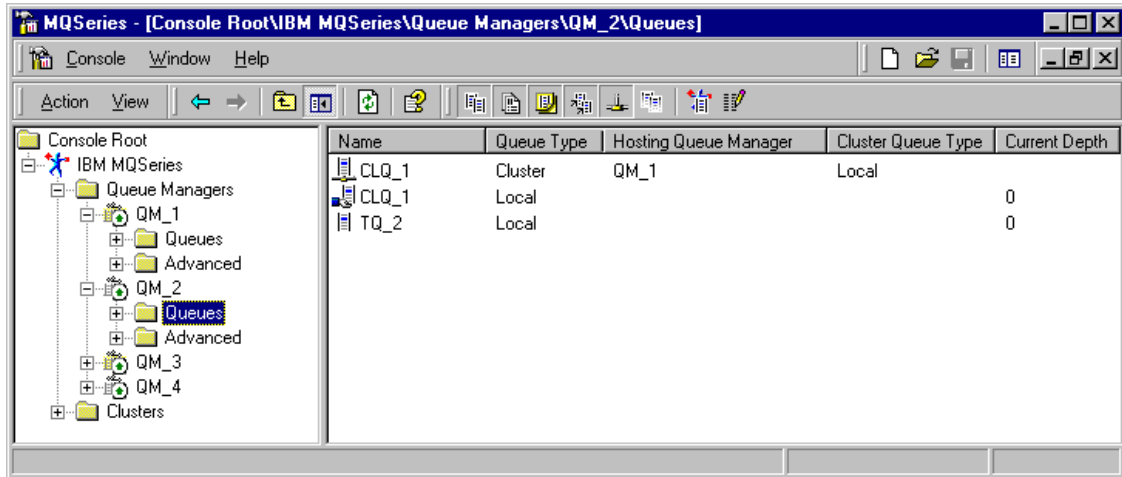 MQSeries - [Console Root\IBM MQSeries\Queue Managers\QM_2\Queues]
Console Window Help
Action View
Console Root
IBM MQSeries
Queue Managers
QM_1
Queues
Advanced
QM_2
Queues
Advanced
QM_3
QM_4
Clusters
Name Queue Type Hosting Queue Manager Cluster Queue Type Current Depth
CLQ_1 Cluster QM_1 Local
CLQ_1 Local 0
TQ_2 Local 0